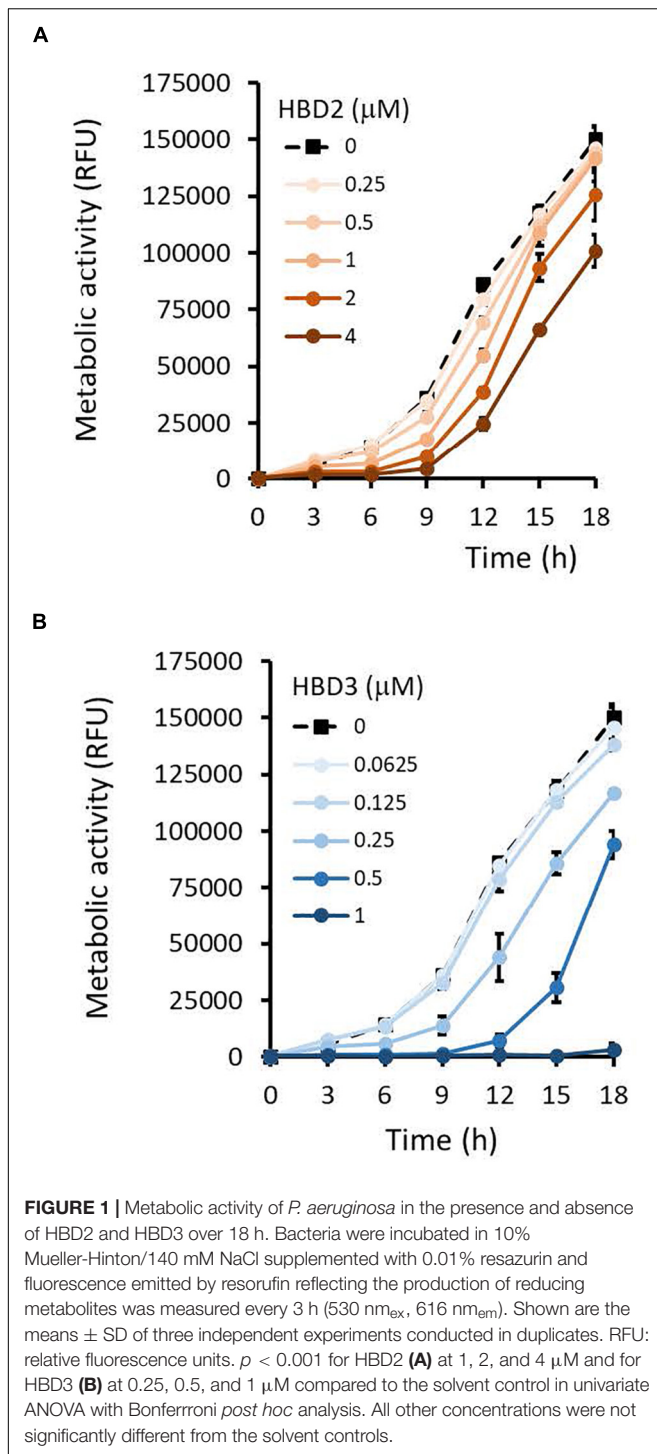 A
175000
150000
125000
100000
75000
50000
25000
0
Metabolic activity (RFU)
HBD2 (μM)
0
0.25
0.5
1
2
4
0 3 6 9 12 15 18
Time (h)
B
175000
150000
125000
100000
75000
50000
25000
0
Metabolic activity (RFU)
HBD3 (μM)
0
0.0625
0.125
0.25
0.5
1
0 3 6 9 12 15 18
Time (h)
FIGURE 1 | Metabolic activity of P. aeruginosa in the presence and absence
of HBD2 and HBD3 over 18 h. Bacteria were incubated in 10%
Mueller-Hinton/140 mM NaCl supplemented with 0.01% resazurin and
fluorescence emitted by resorufin reflecting the production of reducing
metabolites was measured every 3 h (530 nmex, 616 nmem). Shown are the
means ± SD of three independent experiments conducted in duplicates. RFU:
relative fluorescence units. p < 0.001 for HBD2 (A) at 1, 2, and 4 μM and for
HBD3 (B) at 0.25, 0.5, and 1 μM compared to the solvent control in univariate
ANOVA with Bonferrroni post hoc analysis. All other concentrations were not
significantly different from the solvent controls.